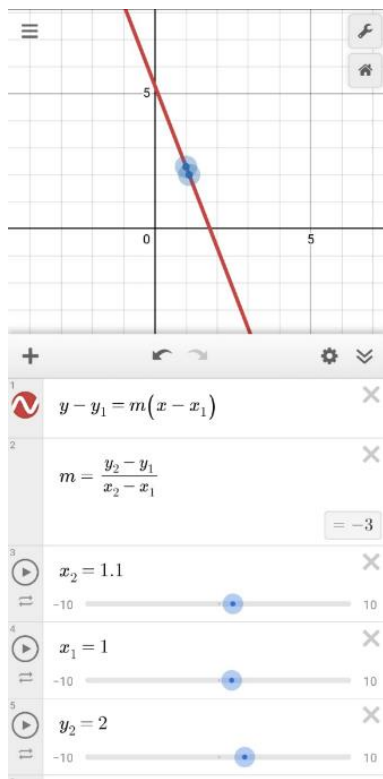 5
0
5
1
y − y₁ = m(x − x₁)
2
m = (y₂ − y₁)/(x₂ − x₁)
= −3
3
x₂ = 1.1
-10 10
4
x₁ = 1
-10 10
5
y₂ = 2
-10 10